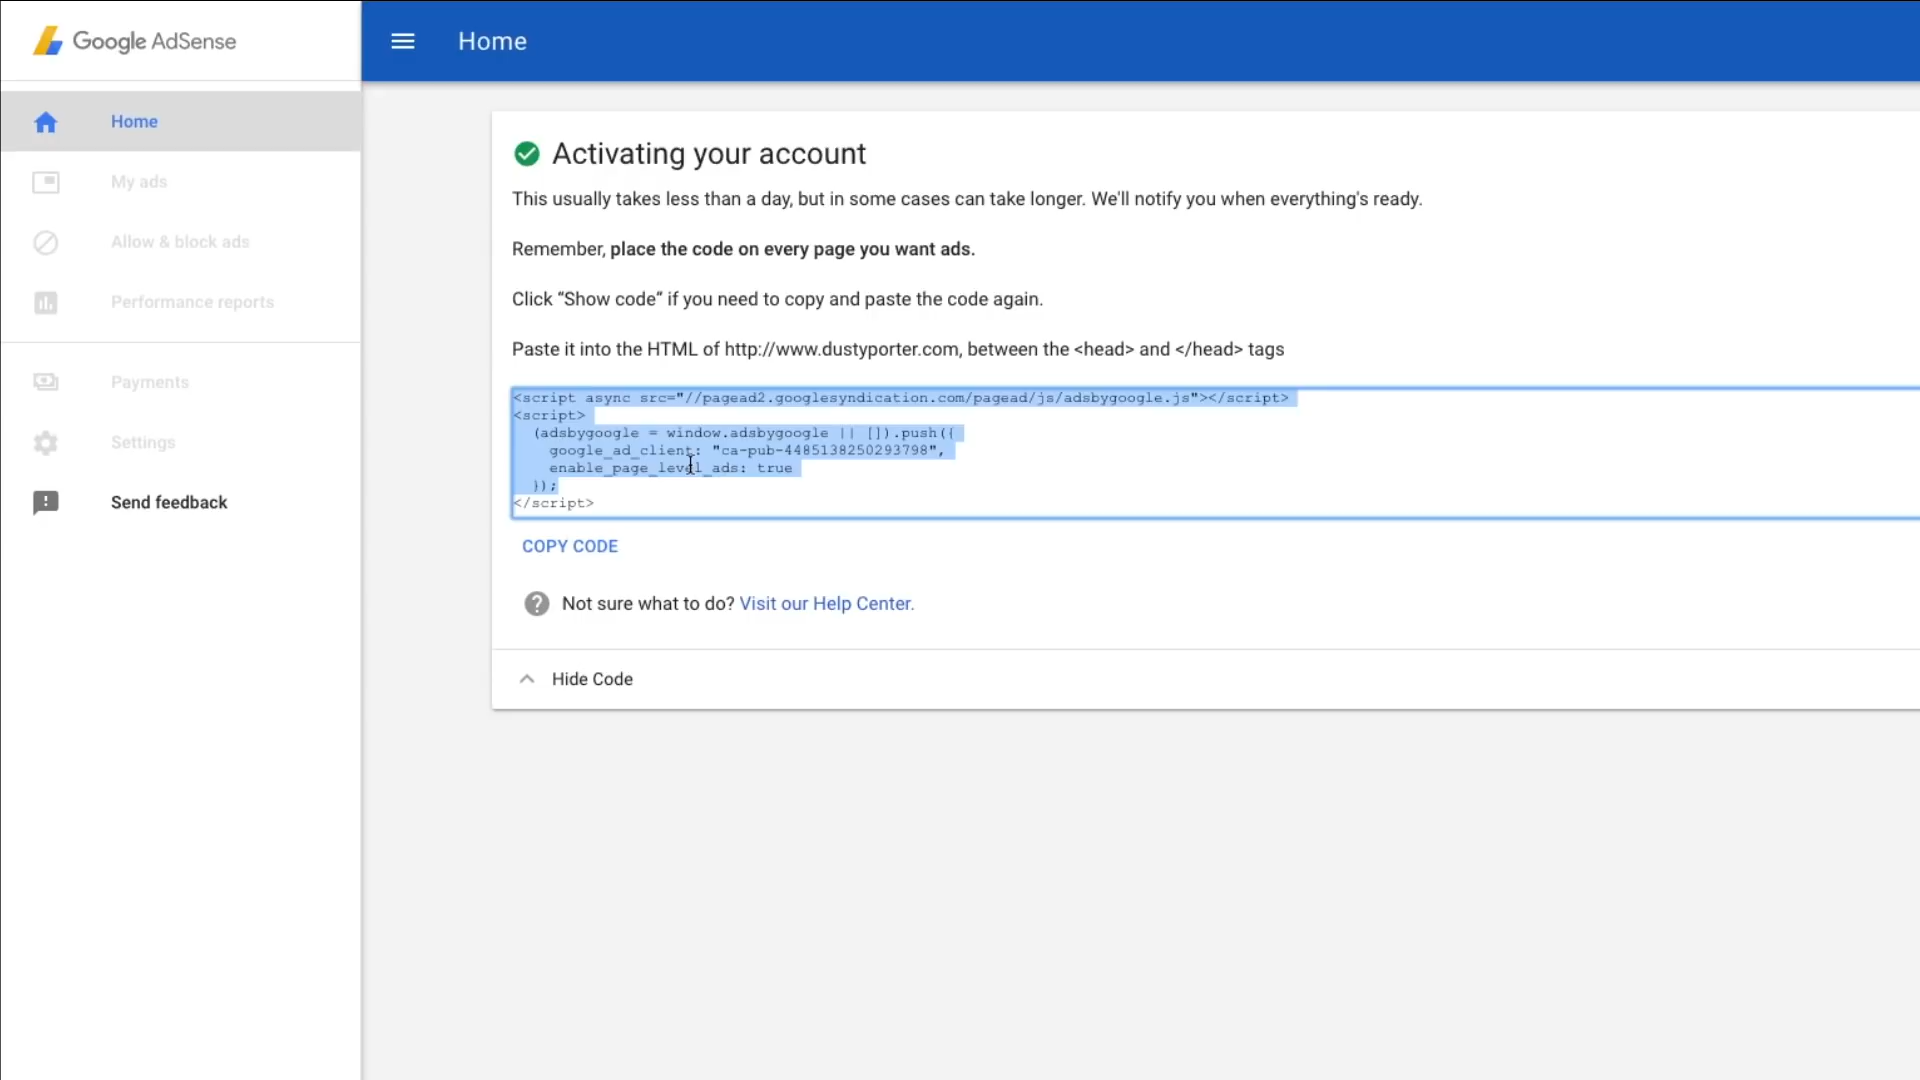 Google AdSense
Home
Home
My ads
Allow & block ads
Performance reports
Payments
Settings
Send feedback
Activating your account
This usually takes less than a day, but in some cases can take longer. We'll notify you when everything's ready.
Remember, place the code on every page you want ads.
Click “Show code” if you need to copy and paste the code again.
Paste it into the HTML of http://www.dustyporter.com, between the <head> and </head> tags
<script async src="//pagead2.googlesyndication.com/pagead/js/adsbygoogle.js"></script>
<script>
(adsbygoogle = window.adsbygoogle || []).push({
google_ad_client: "ca-pub-4485138250293798",
enable_page_level_ads: true
});
</script>
COPY CODE
Not sure what to do? Visit our Help Center.
Hide Code